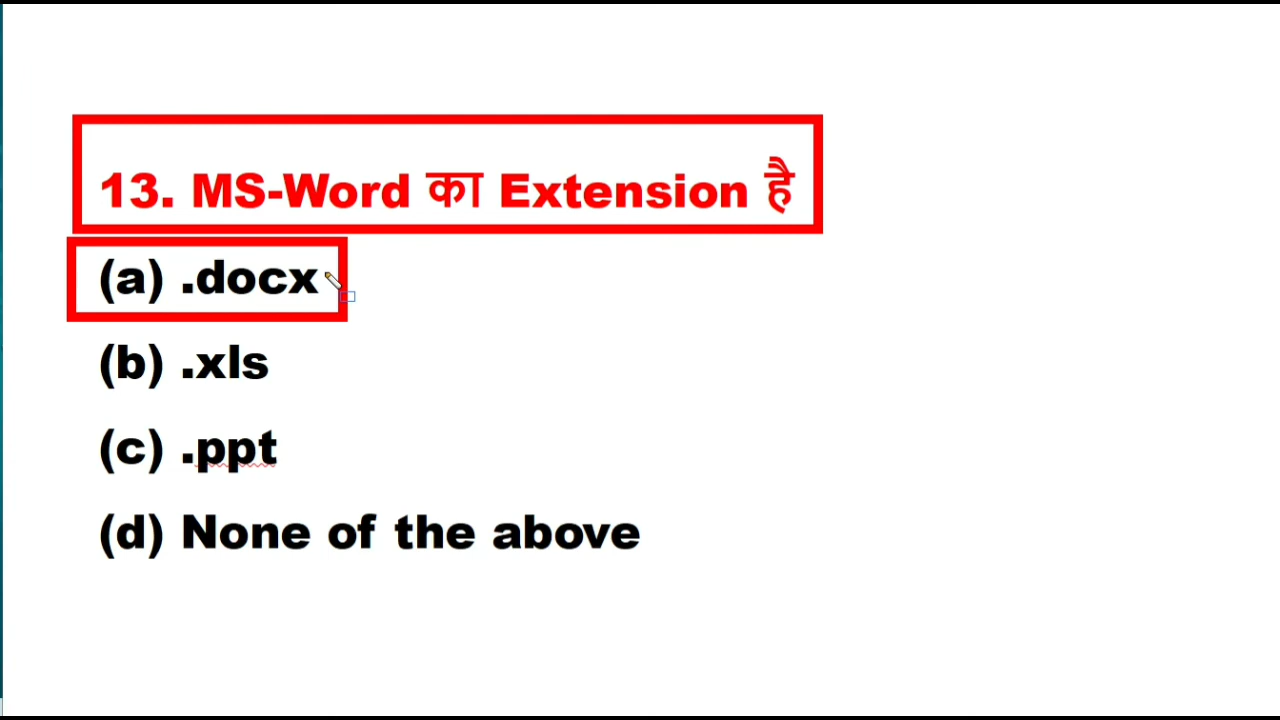 13. MS-Word का Extension है
(a) .docx
(b) .xls
(c) .ppt
(d) None of the above